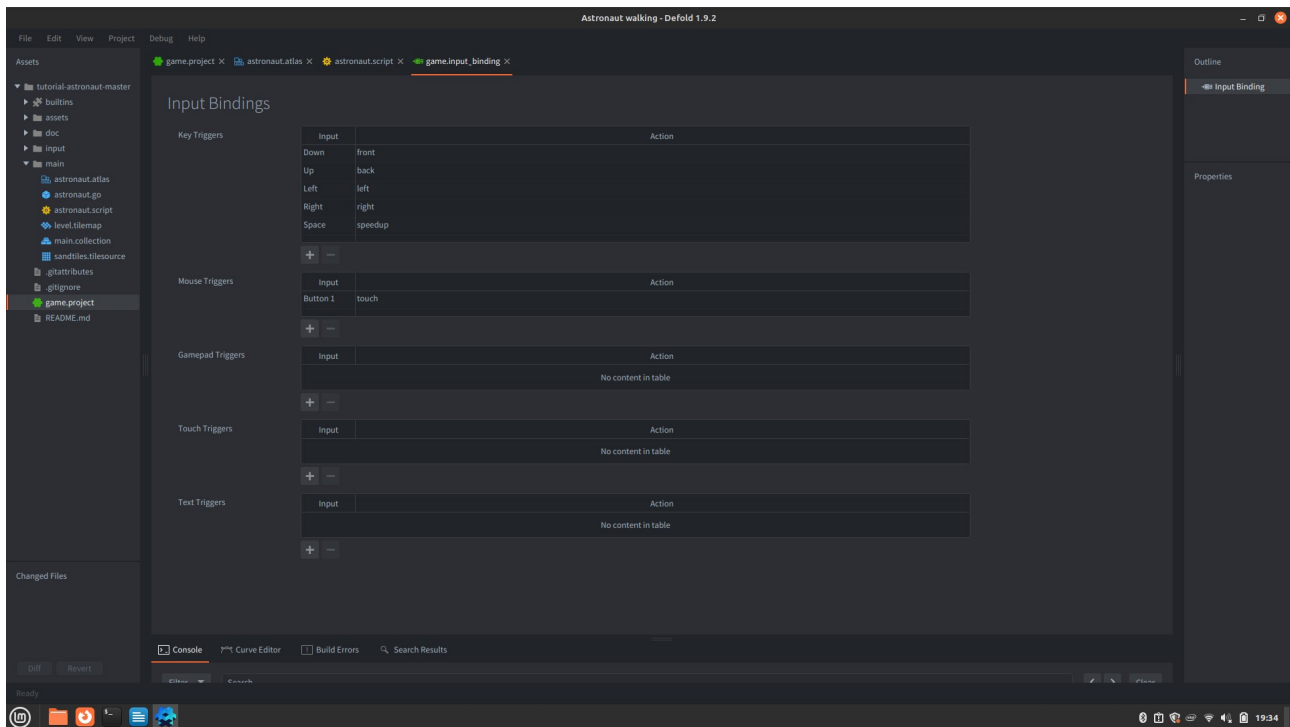 Astronaut walking - Defold 1.9.2
File Edit View Project Debug Help
Assets
game.project
astronaut.atlas
astronaut.script
game.input_binding
Outline
tutorial-astronaut-master
builtins
assets
doc
input
main
astronaut.atlas
astronaut.go
astronaut.script
level.tilemap
main.collection
sandtiles.tilesource
.gitattributes
.gitignore
game.project
README.md
Input Bindings
Key Triggers
Input Action
Down front
Up back
Left left
Right right
Space speedup
Mouse Triggers
Input Action
Button 1 touch
Gamepad Triggers
Input Action
No content in table
Touch Triggers
Input Action
No content in table
Text Triggers
Input Action
No content in table
Input Binding
Properties
Changed Files
Diff Revert
Console Curve Editor Build Errors Search Results
Filter Search Clear
Ready
19:34